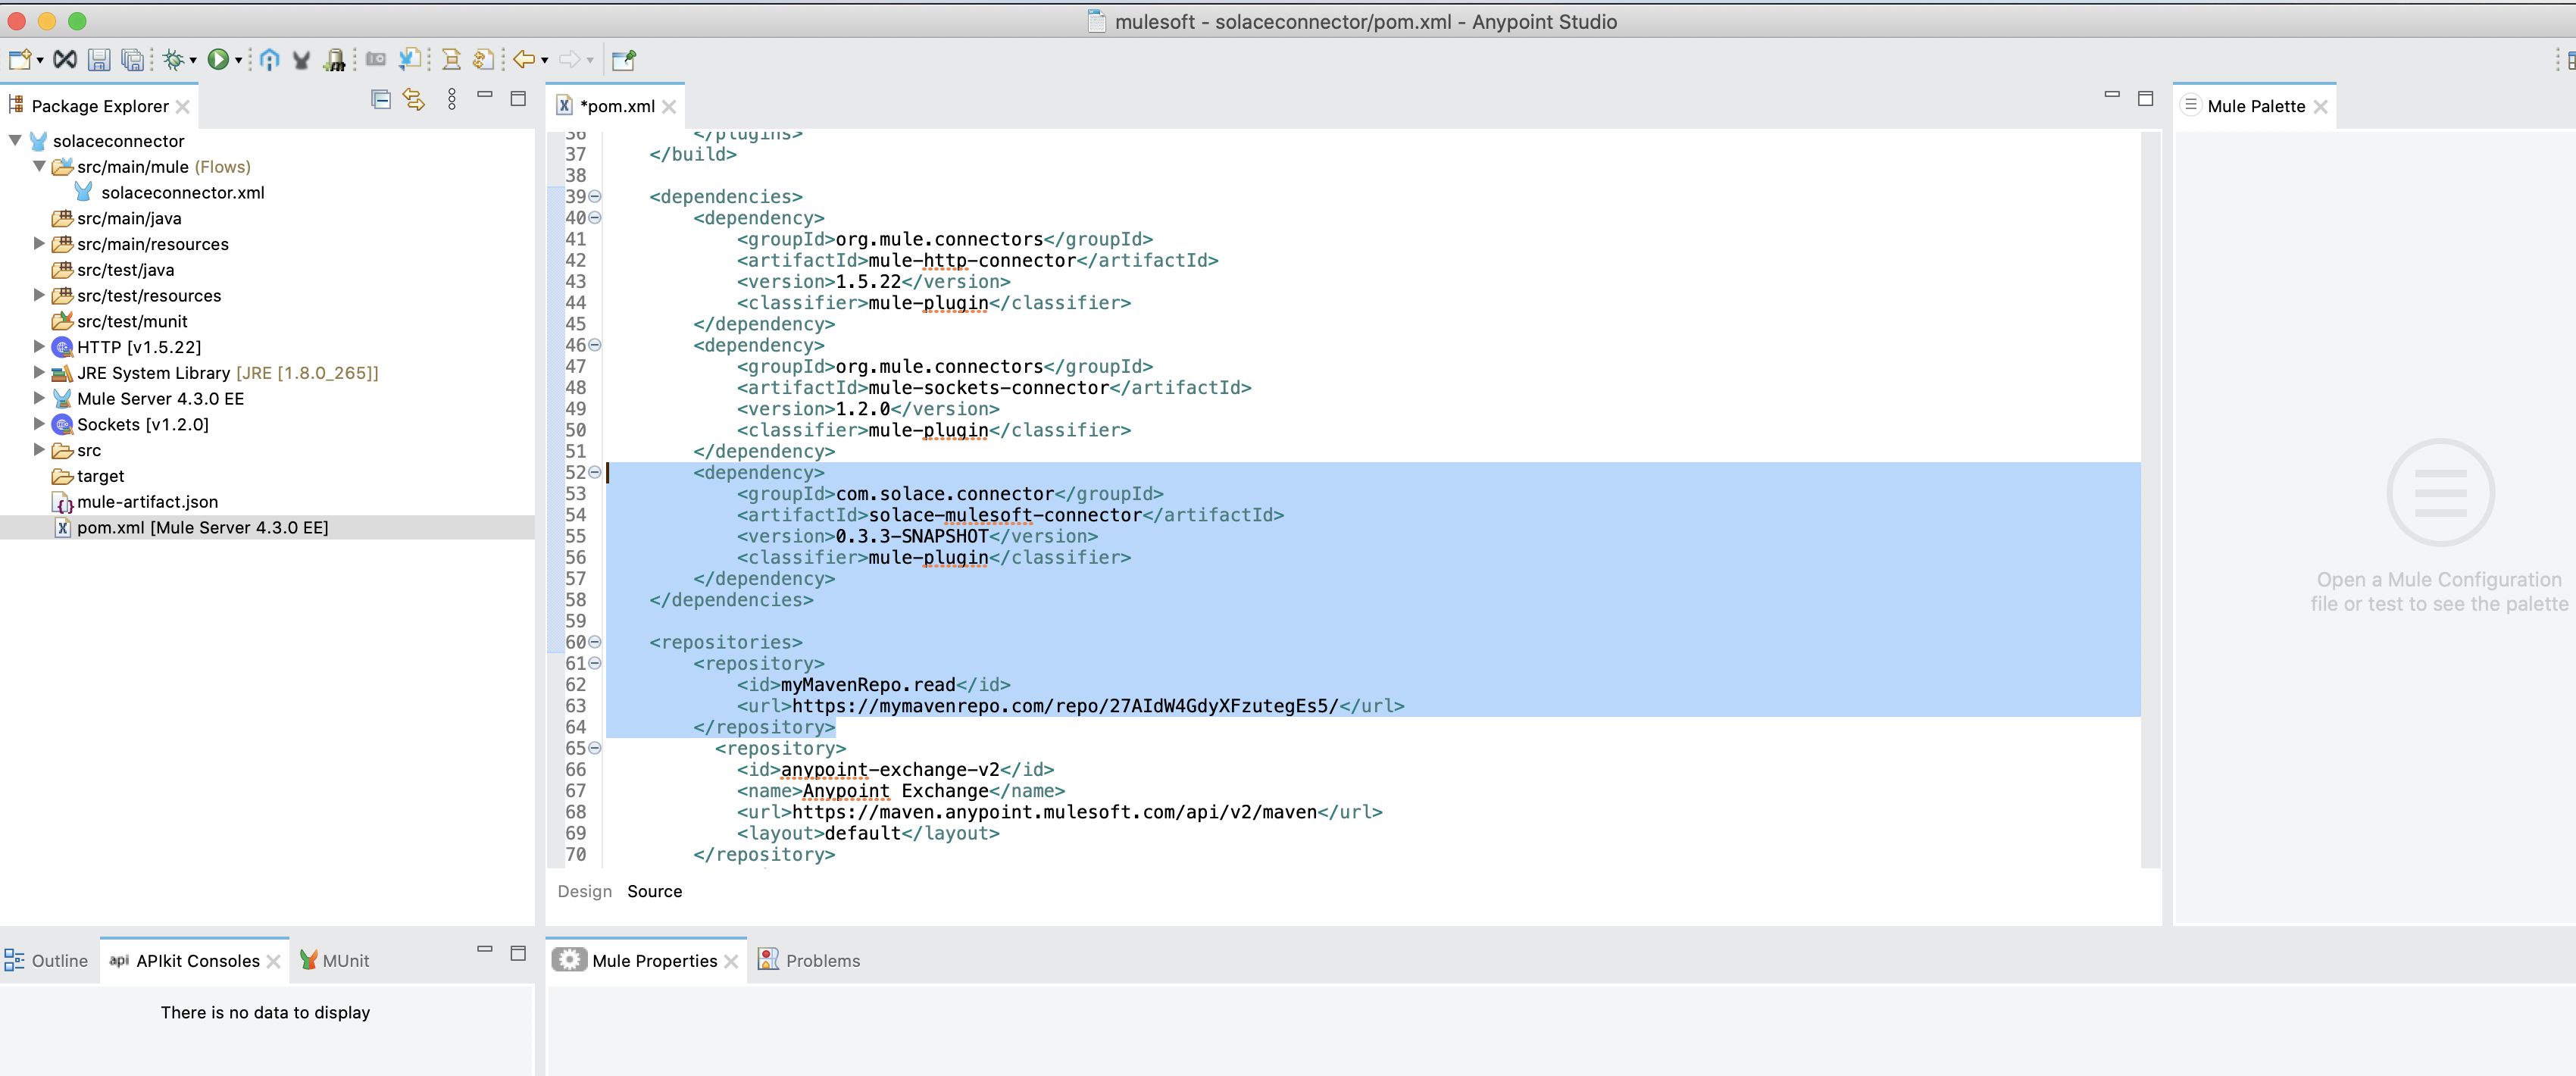 mulesoft - solaceconnector/pom.xml - Anypoint Studio
Package Explorer
solaceconnector
src/main/mule (Flows)
solaceconnector.xml
src/main/java
src/main/resources
src/test/java
src/test/resources
src/test/munit
HTTP [v1.5.22]
JRE System Library [JRE [1.8.0_265]]
Mule Server 4.3.0 EE
Sockets [v1.2.0]
src
target
mule-artifact.json
pom.xml [Mule Server 4.3.0 EE]
*pom.xml
36 </plugins>
37 </build>
38
39 <dependencies>
40 <dependency>
41 <groupId>org.mule.connectors</groupId>
42 <artifactId>mule-http-connector</artifactId>
43 <version>1.5.22</version>
44 <classifier>mule-plugin</classifier>
45 </dependency>
46 <dependency>
47 <groupId>org.mule.connectors</groupId>
48 <artifactId>mule-sockets-connector</artifactId>
49 <version>1.2.0</version>
50 <classifier>mule-plugin</classifier>
51 </dependency>
52 <dependency>
53 <groupId>com.solace.connector</groupId>
54 <artifactId>solace-mulesoft-connector</artifactId>
55 <version>0.3.3-SNAPSHOT</version>
56 <classifier>mule-plugin</classifier>
57 </dependency>
58 </dependencies>
59
60 <repositories>
61 <repository>
62 <id>myMavenRepo.read</id>
63 <url>https://mymavenrepo.com/repo/27AIdW4GdyXFzutegEs5/</url>
64 </repository>
65 <repository>
66 <id>anypoint-exchange-v2</id>
67 <name>Anypoint Exchange</name>
68 <url>https://maven.anypoint.mulesoft.com/api/v2/maven</url>
69 <layout>default</layout>
70 </repository>
Design Source
Mule Palette
Open a Mule Configuration
file or test to see the palette
Outline
api APIkit Consoles
MUnit
There is no data to display
Mule Properties
Problems